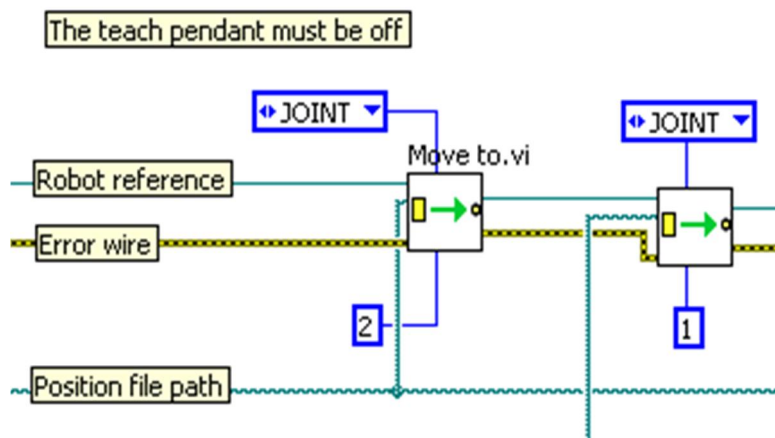 The teach pendant must be off
JOINT
JOINT
Move to.vi
Robot reference
Error wire
2
1
Position file path